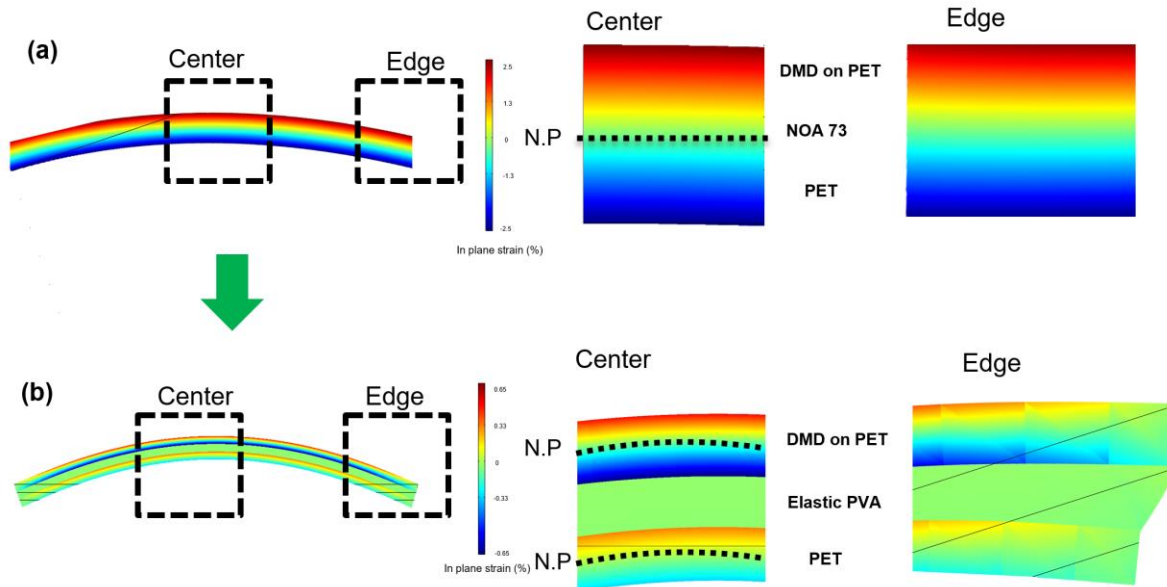 (a)
Center
Edge
2.5
1.3
0
-1.3
-2.5
In plane strain (%)
Center
Edge
N.P
DMD on PET
NOA 73
PET
(b)
Center
Edge
0.65
0.33
0
-0.33
-0.65
In plane strain (%)
Center
Edge
N.P
DMD on PET
Elastic PVA
N.P
PET